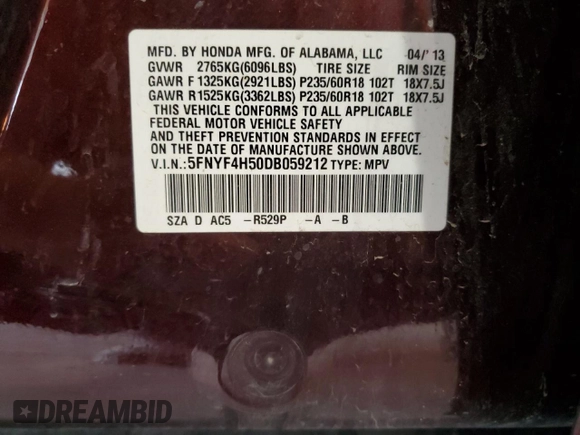 MFD. BY HONDA MFG. OF ALABAMA, LLC 04/'13
GVWR 2765KG(6096LBS) TIRE SIZE RIM SIZE
GAWR F 1325KG(2921LBS) P235/60R18 102T 18X7.5J
GAWR R1525KG(3362LBS) P235/60R18 102T 18X7.5J
THIS VEHICLE CONFORMS TO ALL APPLICABLE
FEDERAL MOTOR VEHICLE SAFETY
AND THEFT PREVENTION STANDARDS IN EFFECT
ON THE DATE OF MANUFACTURE SHOWN ABOVE.
V.I.N.:5FNYF4H50DB059212 TYPE: MPV
SZA D AC5 -R529P -A -B
DREAMBID